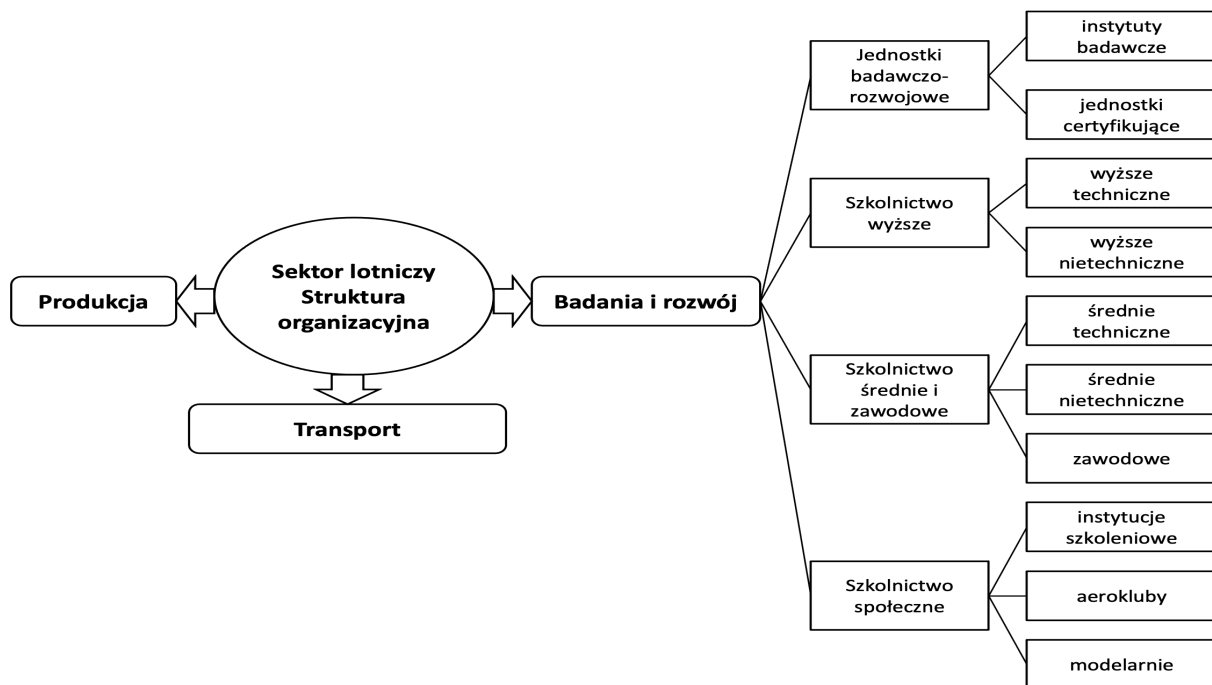 Sektor lotniczy
Struktura
organizacyjna
Produkcja
Transport
Badania i rozwój
Jednostki
badawczo-
rozwojowe
instytuty
badawcze
jednostki
certyfikujące
Szkolnictwo
wyższe
wyższe
techniczne
wyższe
nietechniczne
Szkolnictwo
średnie i
zawodowe
średnie
techniczne
średnie
nietechniczne
zawodowe
Szkolnictwo
społeczne
instytucje
szkoleniowe
aerokluby
modelarnie